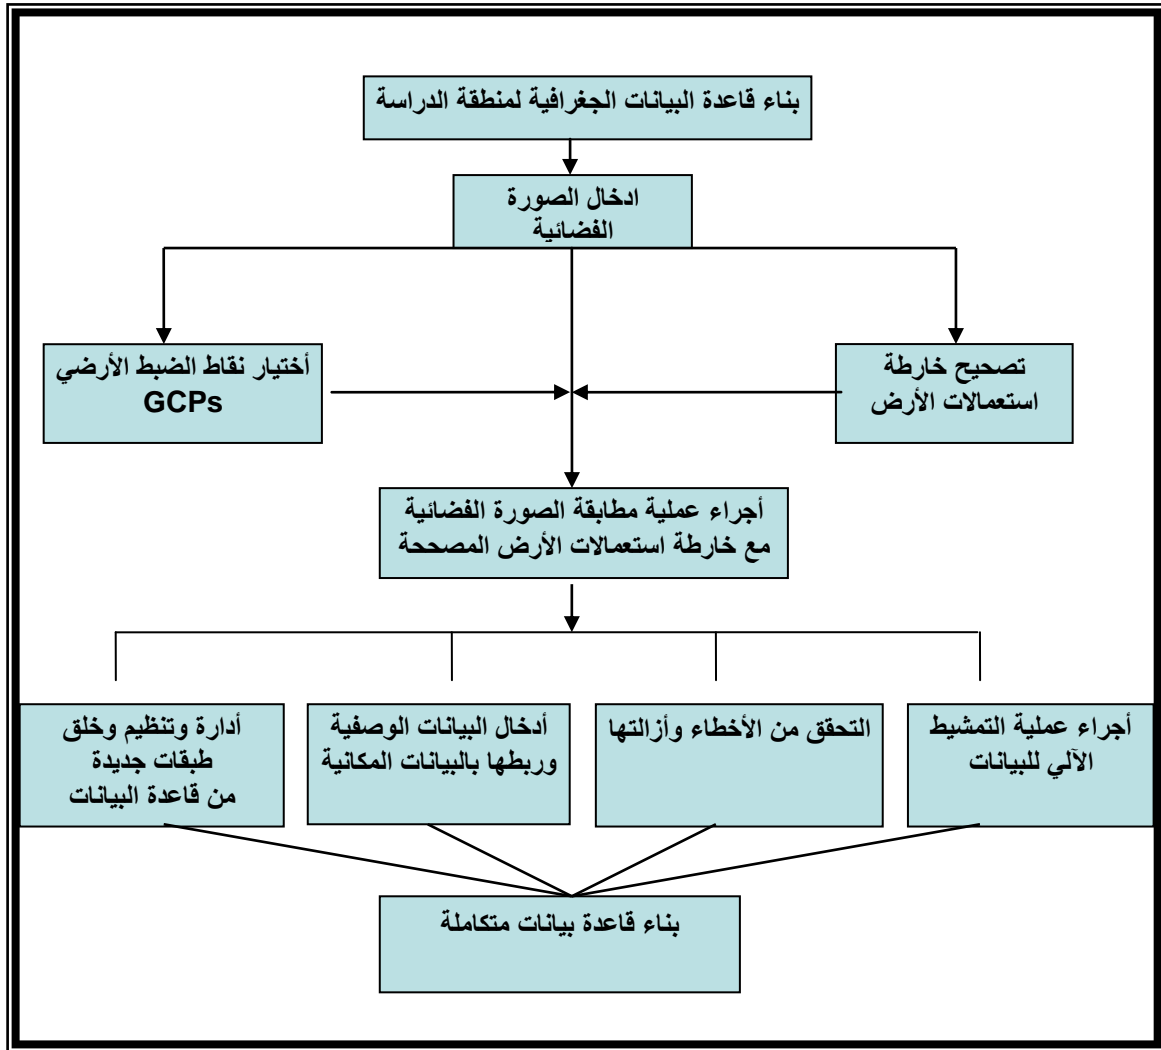 بناء قاعدة البيانات الجغرافية لمنطقة الدراسة
ادخال الصورة
الفضائية
تصحيح خارطة
استعمالات الأرض
أختيار نقاط الضبط الأرضي
GCPs
أجراء عملية مطابقة الصورة الفضائية
مع خارطة استعمالات الأرض المصححة
أجراء عملية التمشيط
الآلي للبيانات
التحقق من الأخطاء وأزالتها
أدخال البيانات الوصفية
وربطها بالبيانات المكانية
أدارة وتنظيم وخلق
طبقات جديدة
من قاعدة البيانات
بناء قاعدة بيانات متكاملة